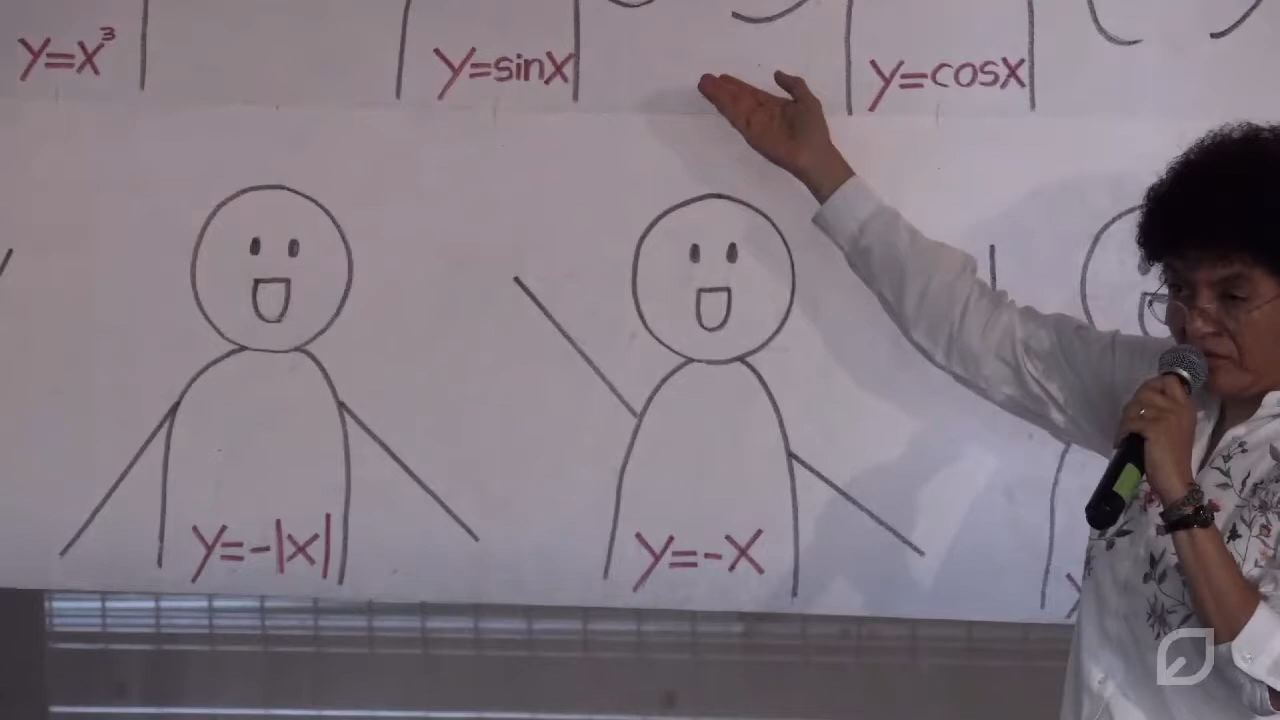 y=x³
y=sinx
y=cosx
y=-|x|
y=-x